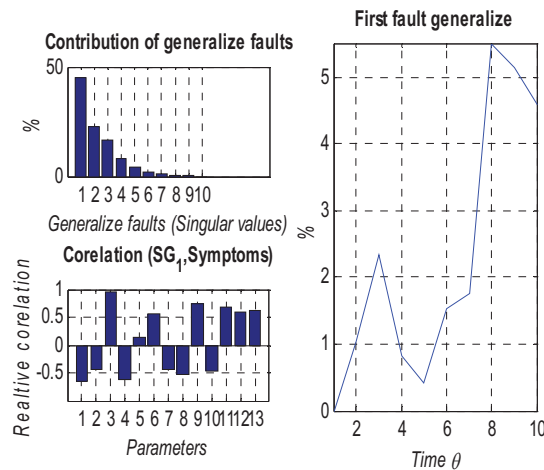 Contribution of generalize faults
50
%
0
1 2 3 4 5 6 7 8 9 10
Generalize faults (Singular values)
Corelation (SG1,Symptoms)
Realtive corelation
1
0.5
0
-0.5
1 2 3 4 5 6 7 8 9 10 11 12 13
Parameters
First fault generalize
%
5
4
3
2
1
0
2 4 6 8 10
Time θ